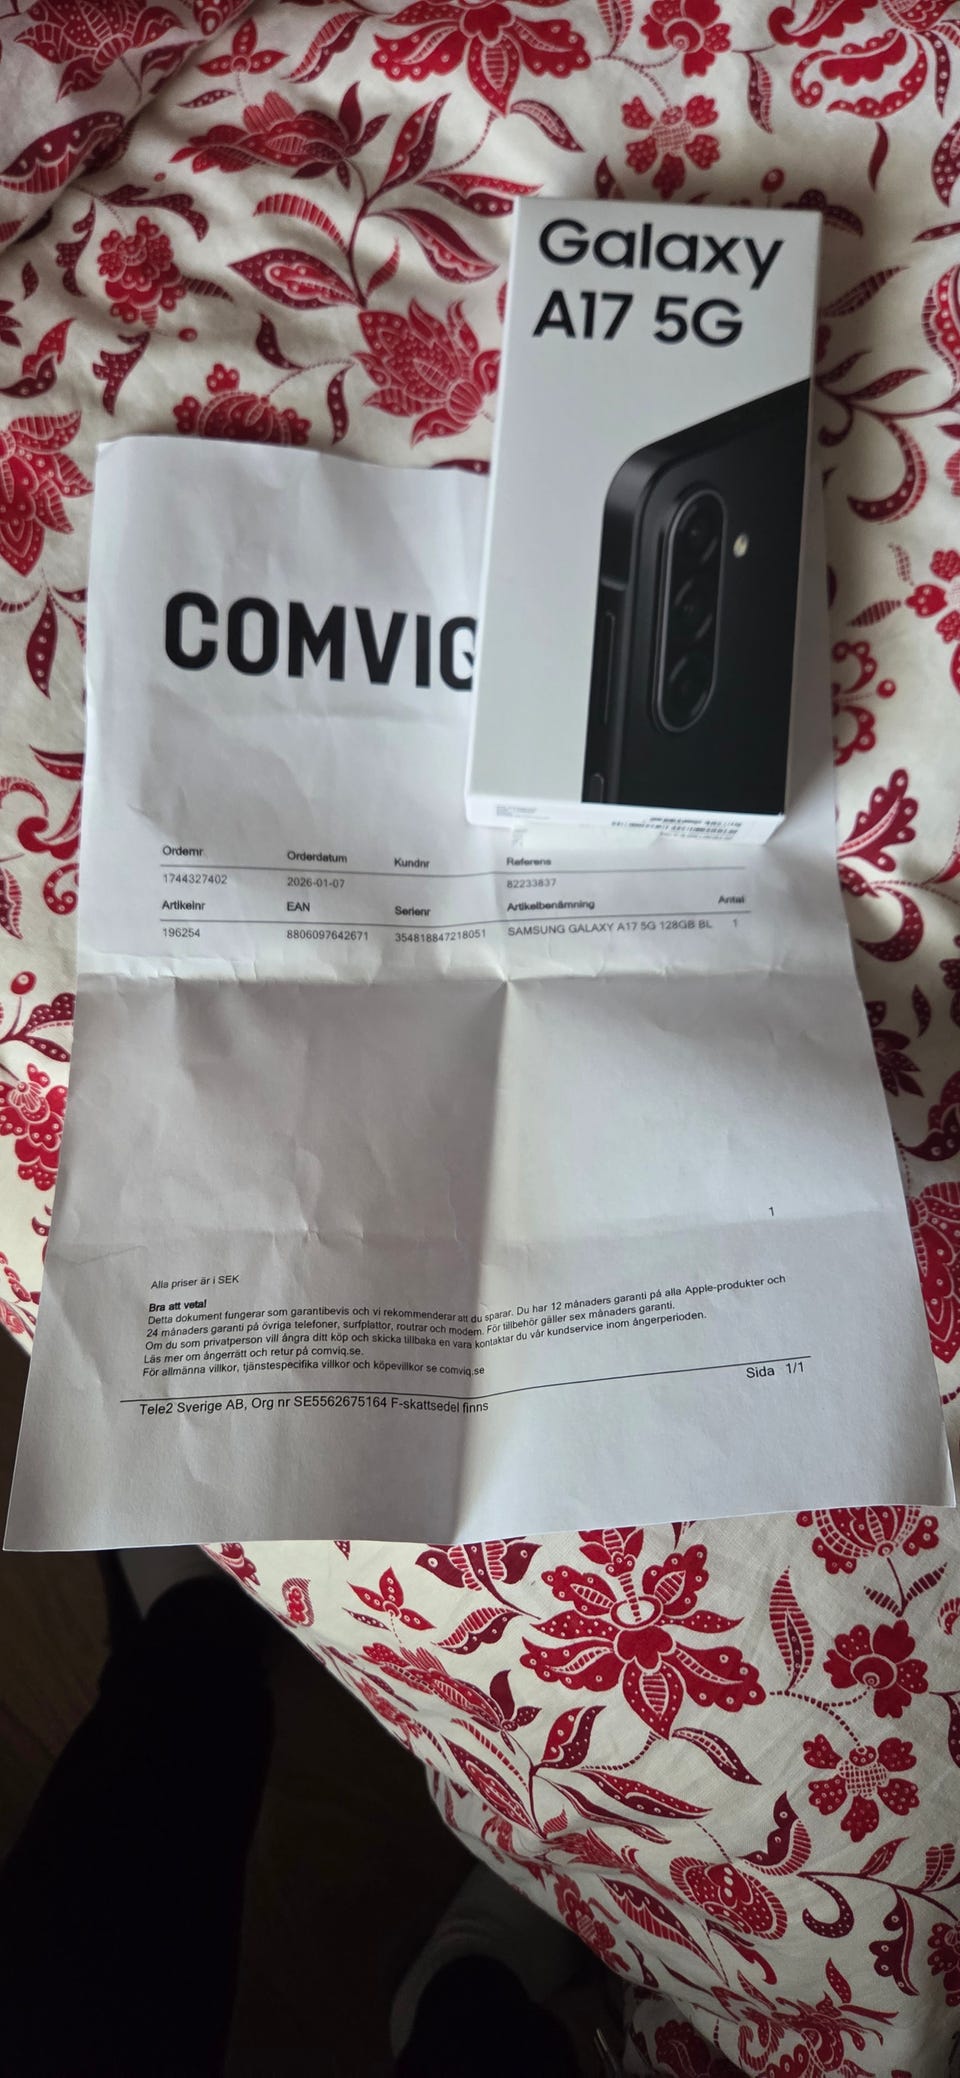 Galaxy
A17 5G
COMVIQ
Ordernr Orderdatum Kundnr Referens
1744327402 2026-01-07 82233837
Artikelnr EAN Serienr Artikelbenämning Antal
196254 8806097642671 354818847218051 SAMSUNG GALAXY A17 5G 128GB BL 1
1
Alla priser är i SEK
Bra att veta!
Detta dokument fungerar som garantibevis och vi rekommenderar att du sparar. Du har 12 månaders garanti på alla Apple-produkter och
24 månaders garanti på övriga telefoner, surfplattor, routrar och modem. För tillbehör gäller sex månaders garanti.
Om du som privatperson vill ångra ditt köp och skicka tillbaka en vara kontaktar du vår kundservice inom ångerperioden.
Läs mer om ångerrätt och retur på comviq.se.
För allmänna villkor, tjänstespecifika villkor och köpevillkor se comviq.se
Sida 1/1
Tele2 Sverige AB, Org nr SE5562675164 F-skattsedel finns